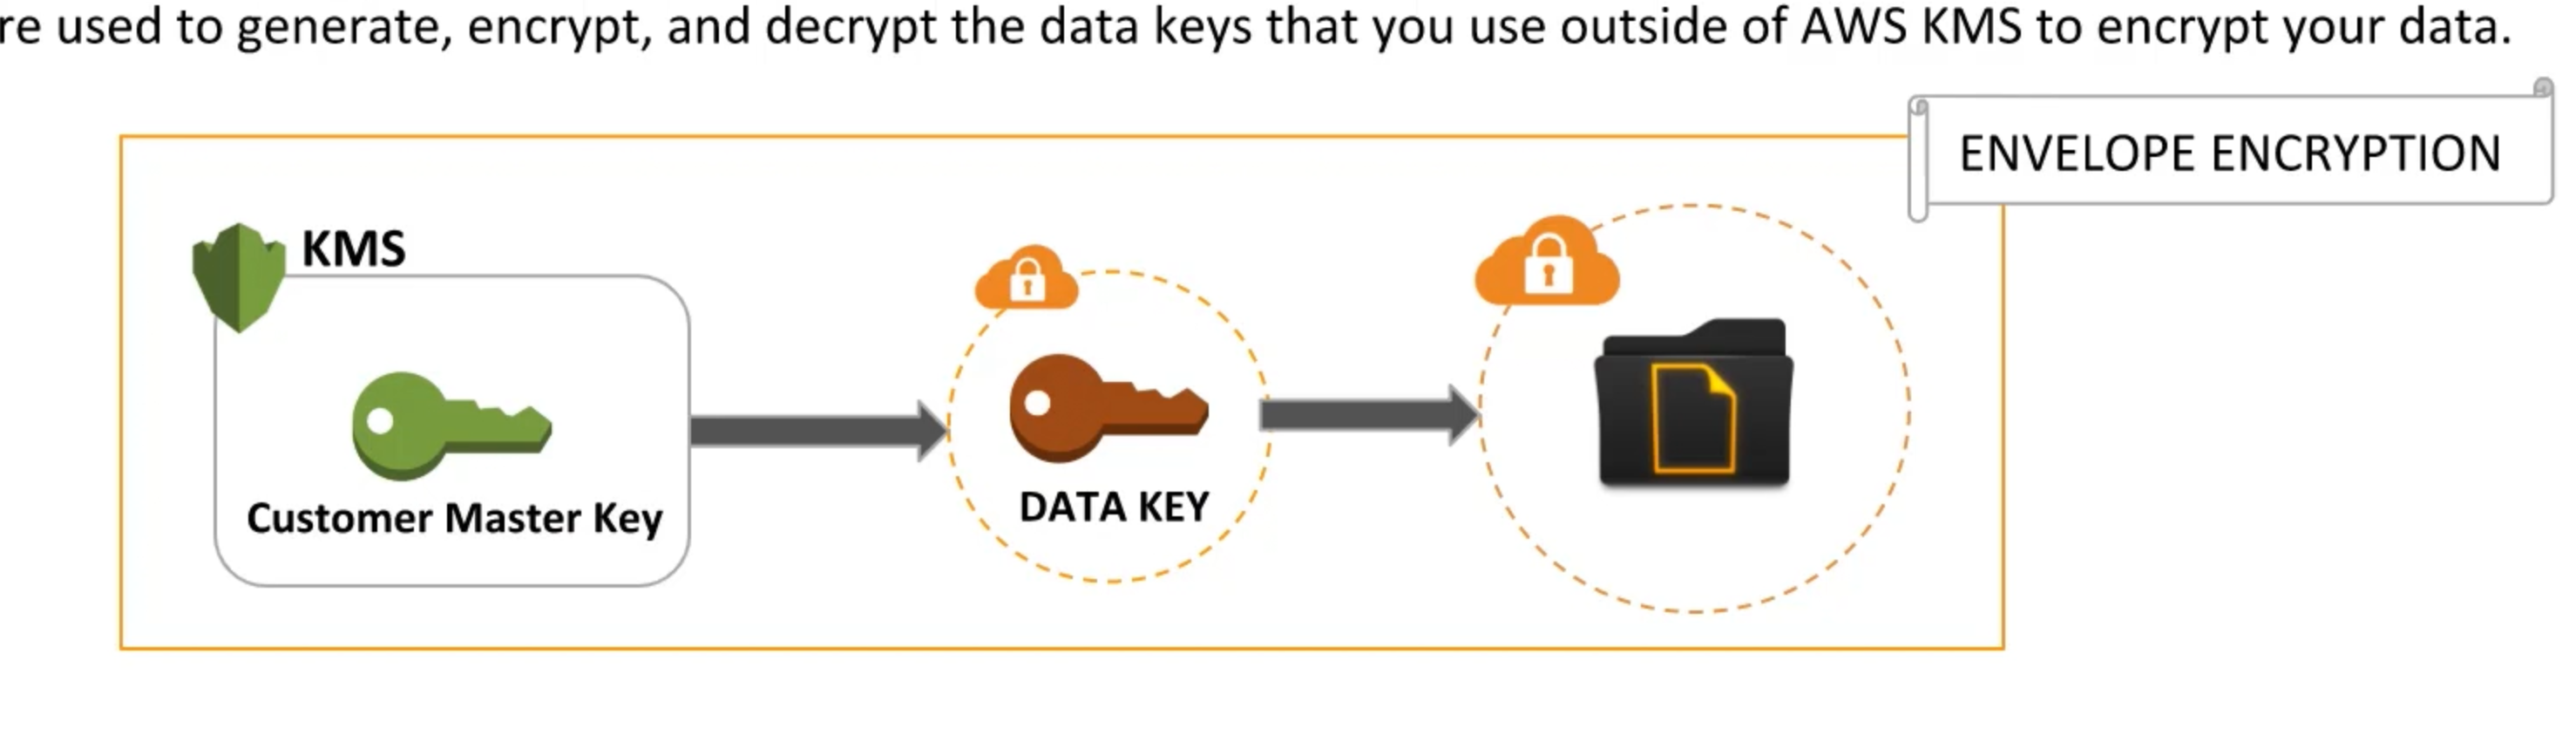 re used to generate, encrypt, and decrypt the data keys that you use outside of AWS KMS to encrypt your data.
ENVELOPE ENCRYPTION
KMS
Customer Master Key
DATA KEY